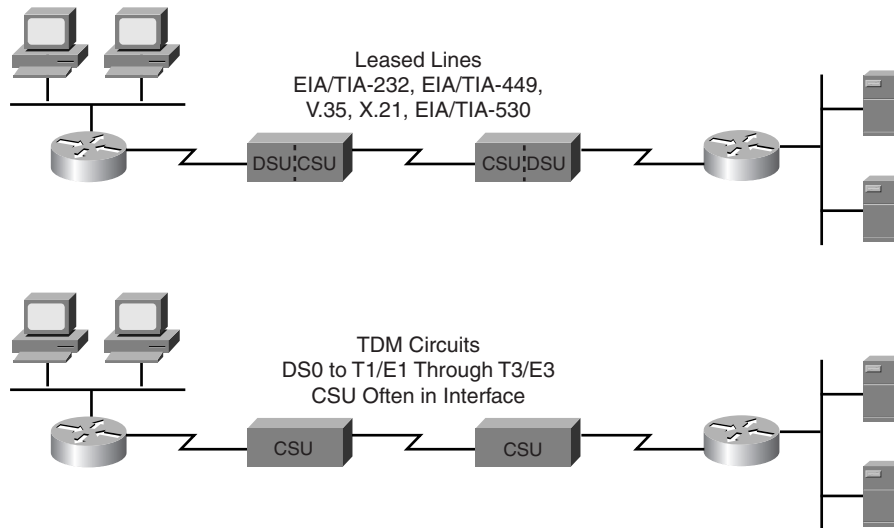 Leased Lines
EIA/TIA-232, EIA/TIA-449,
V.35, X.21, EIA/TIA-530
DSU CSU
CSU DSU
TDM Circuits
DS0 to T1/E1 Through T3/E3
CSU Often in Interface
CSU
CSU